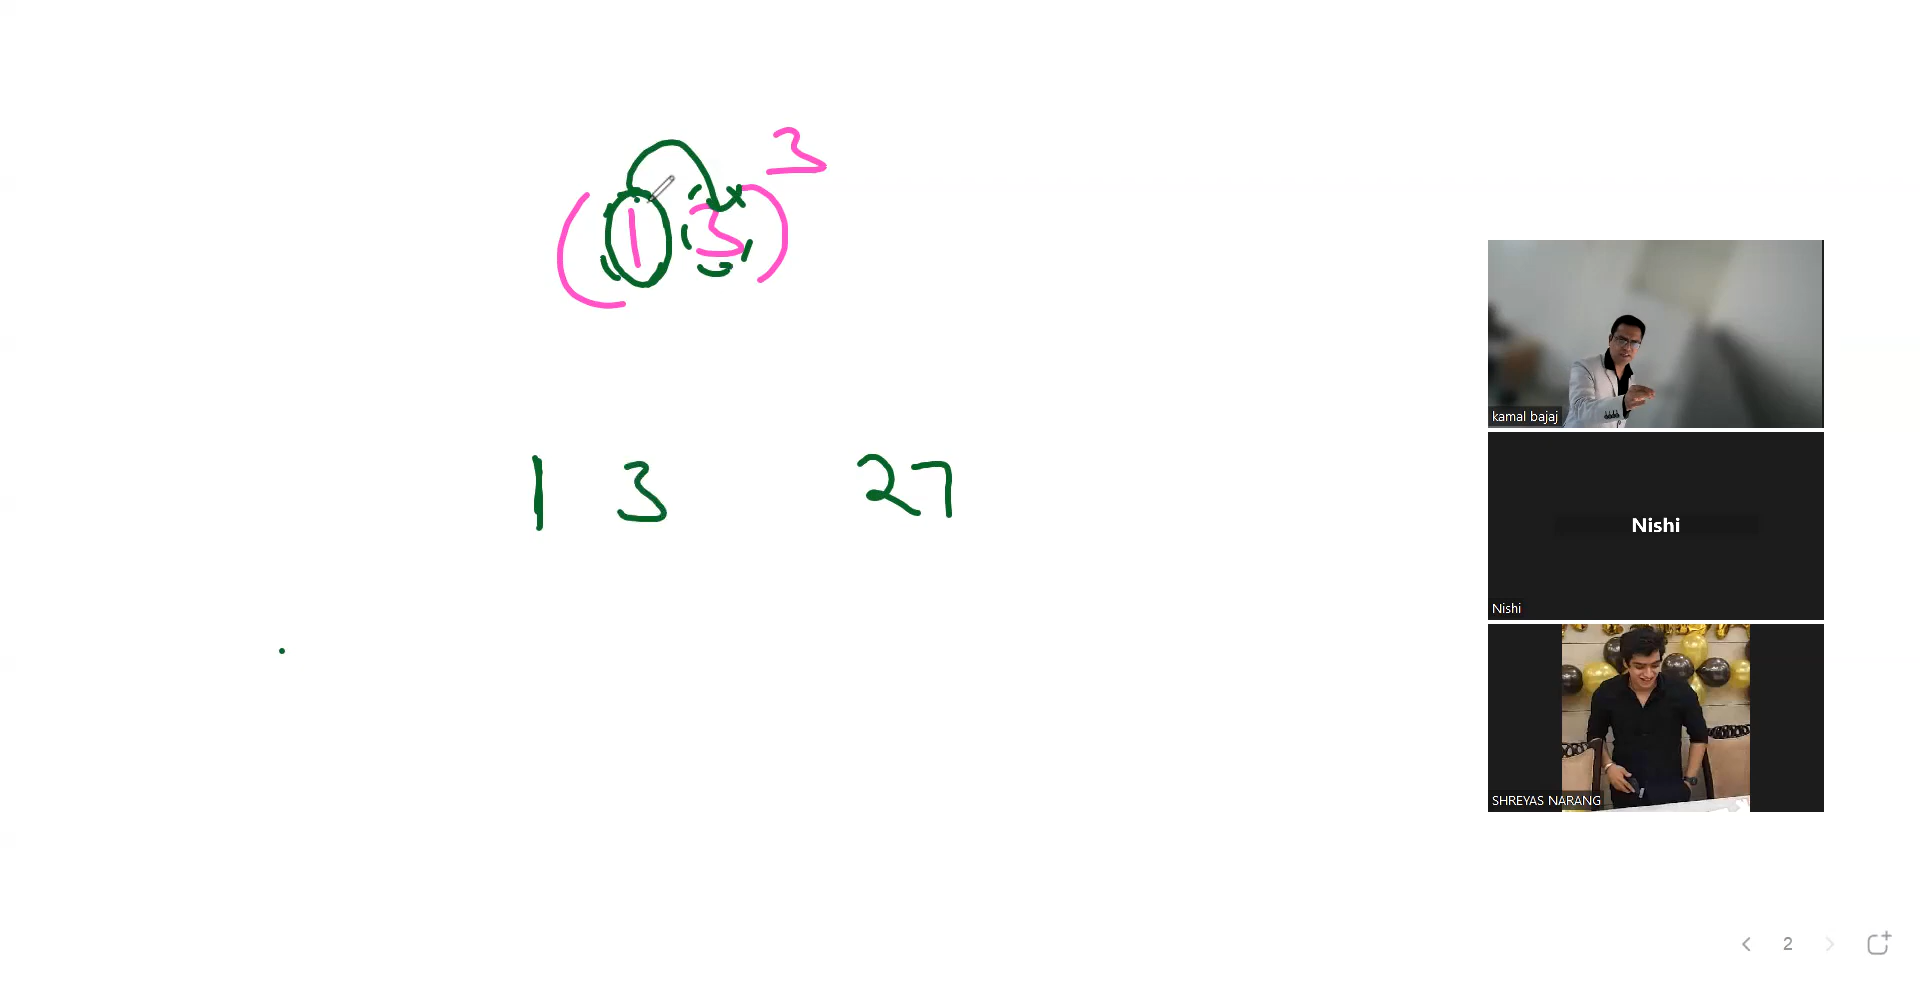 (1 3)³
1 3 27
kamal bajaj
Nishi
Nishi
SHREYAS NARANG
2